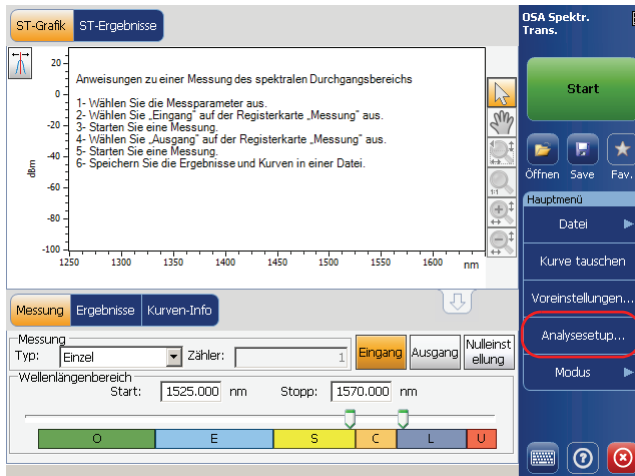 ST-Grafik ST-Ergebnisse
20
0
-20
-40
-60
-80
-100
dBm
Anweisungen zu einer Messung des spektralen Durchgangsbereichs
1- Wählen Sie die Messparameter aus.
2- Wählen Sie „Eingang" auf der Registerkarte „Messung" aus.
3- Starten Sie eine Messung.
4- Wählen Sie „Ausgang" auf der Registerkarte „Messung" aus.
5- Starten Sie eine Messung.
6- Speichern Sie die Ergebnisse und Kurven in einer Datei.
1250 1300 1350 1400 1450 1500 1550 1600 nm
1:1
Messung Ergebnisse Kurven-Info
Messung
Typ: Einzel Zähler: 1 Eingang Ausgang Nulleinst
ellung
Wellenlängenbereich
Start: 1525.000 nm Stopp: 1570.000 nm
O E S C L U
OSA Spektr.
Trans.
Start
Öffnen Save Fav.
Hauptmenü
Datei
Kurve tauschen
Voreinstellungen...
Analysesetup...
Modus
?